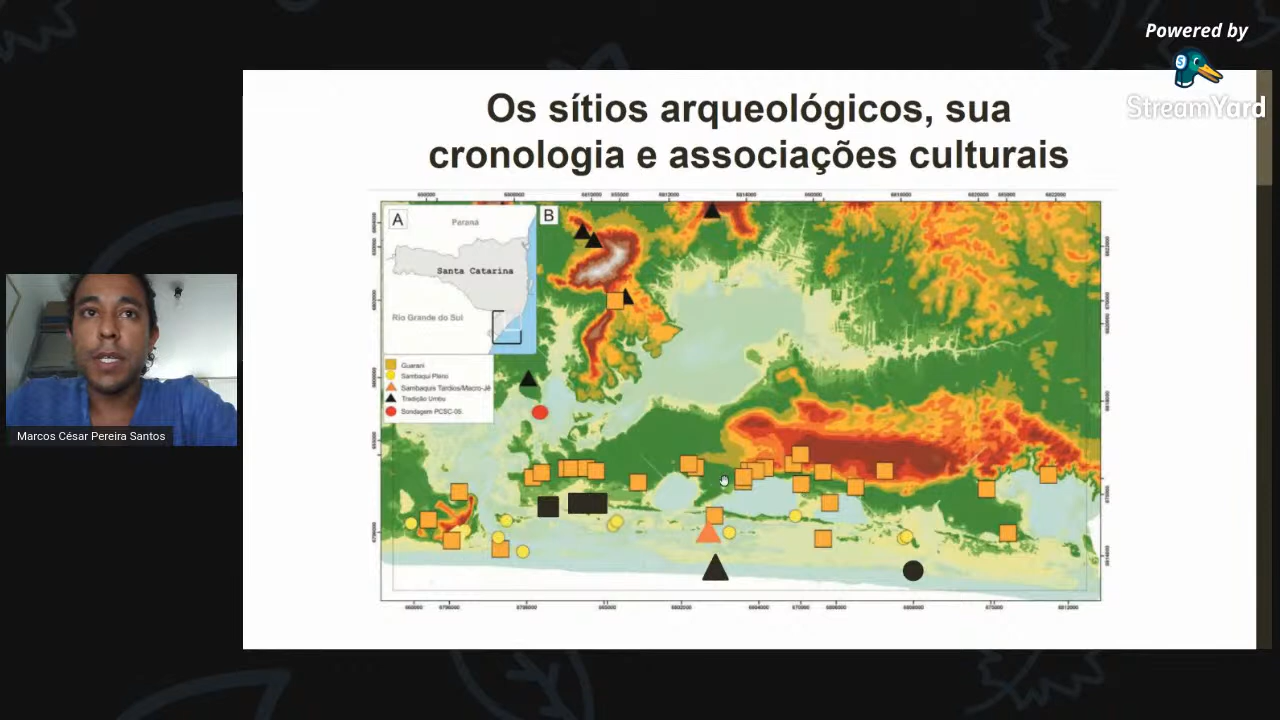 Powered by
StreamYard
Os sítios arqueológicos, sua
cronologia e associações culturais
A
B
Paraná
Santa Catarina
Rio Grande do Sul
Guarani
Sambaqui Pleno
Sambaquis Tardios/Macro-Jê
Tradição Umbu
Sondagem PCSC-05
Marcos César Pereira Santos